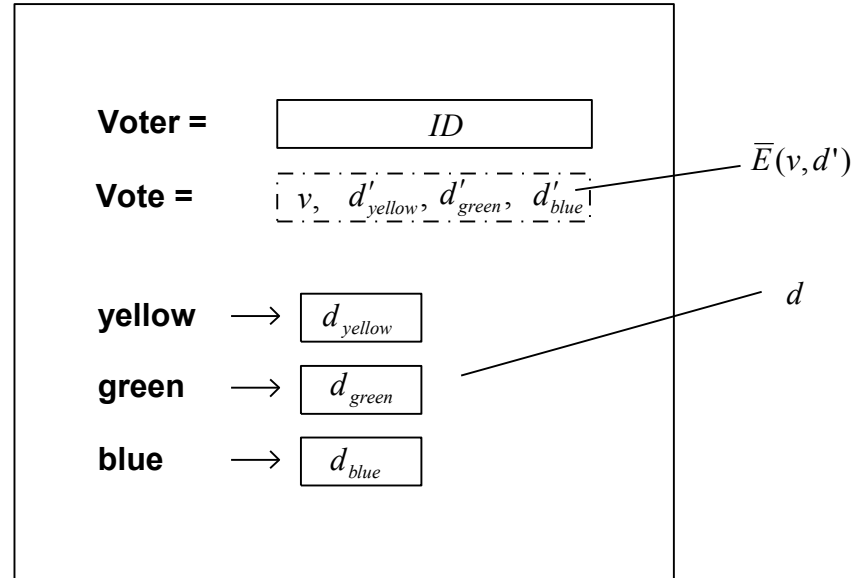 Voter = ID
E̅(v, d')
Vote = v, d′yellow, d′green, d′blue
d
yellow → dyellow
green → dgreen
blue → dblue